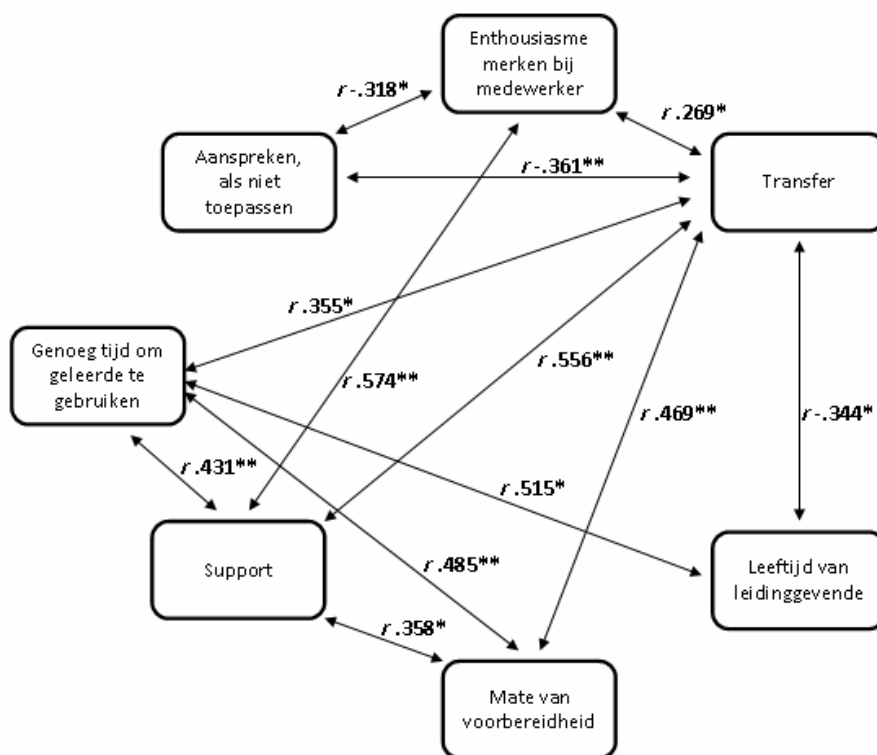 Enthousiasme
merken bij
medewerker
r-.318*
r.269*
Aanspreken,
als niet
toepassen
r-.361**
Transfer
r.355*
Genoeg tijd om
geleerde te
gebruiken
r.574**
r.556**
r.469**
r-.344*
r.431**
r.515*
Support
r.485**
Leeftijd van
leidinggevende
r.358*
Mate van
voorbereidheid